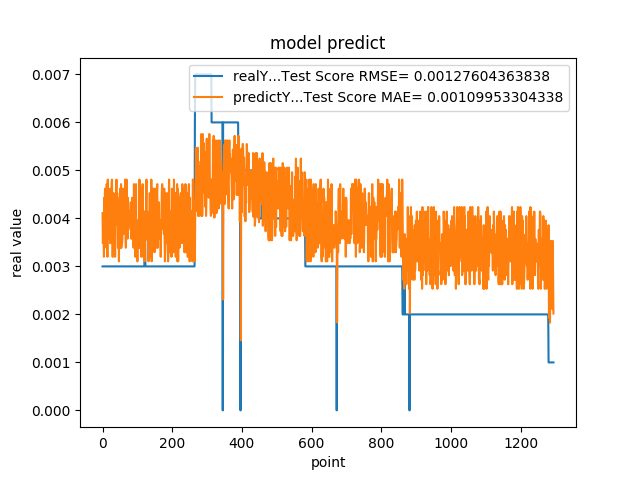 model predict
realY...Test Score RMSE= 0.00127604363838
predictY...Test Score MAE= 0.00109953304338
real value
0.007
0.006
0.005
0.004
0.003
0.002
0.001
0.000
0 200 400 600 800 1000 1200
point